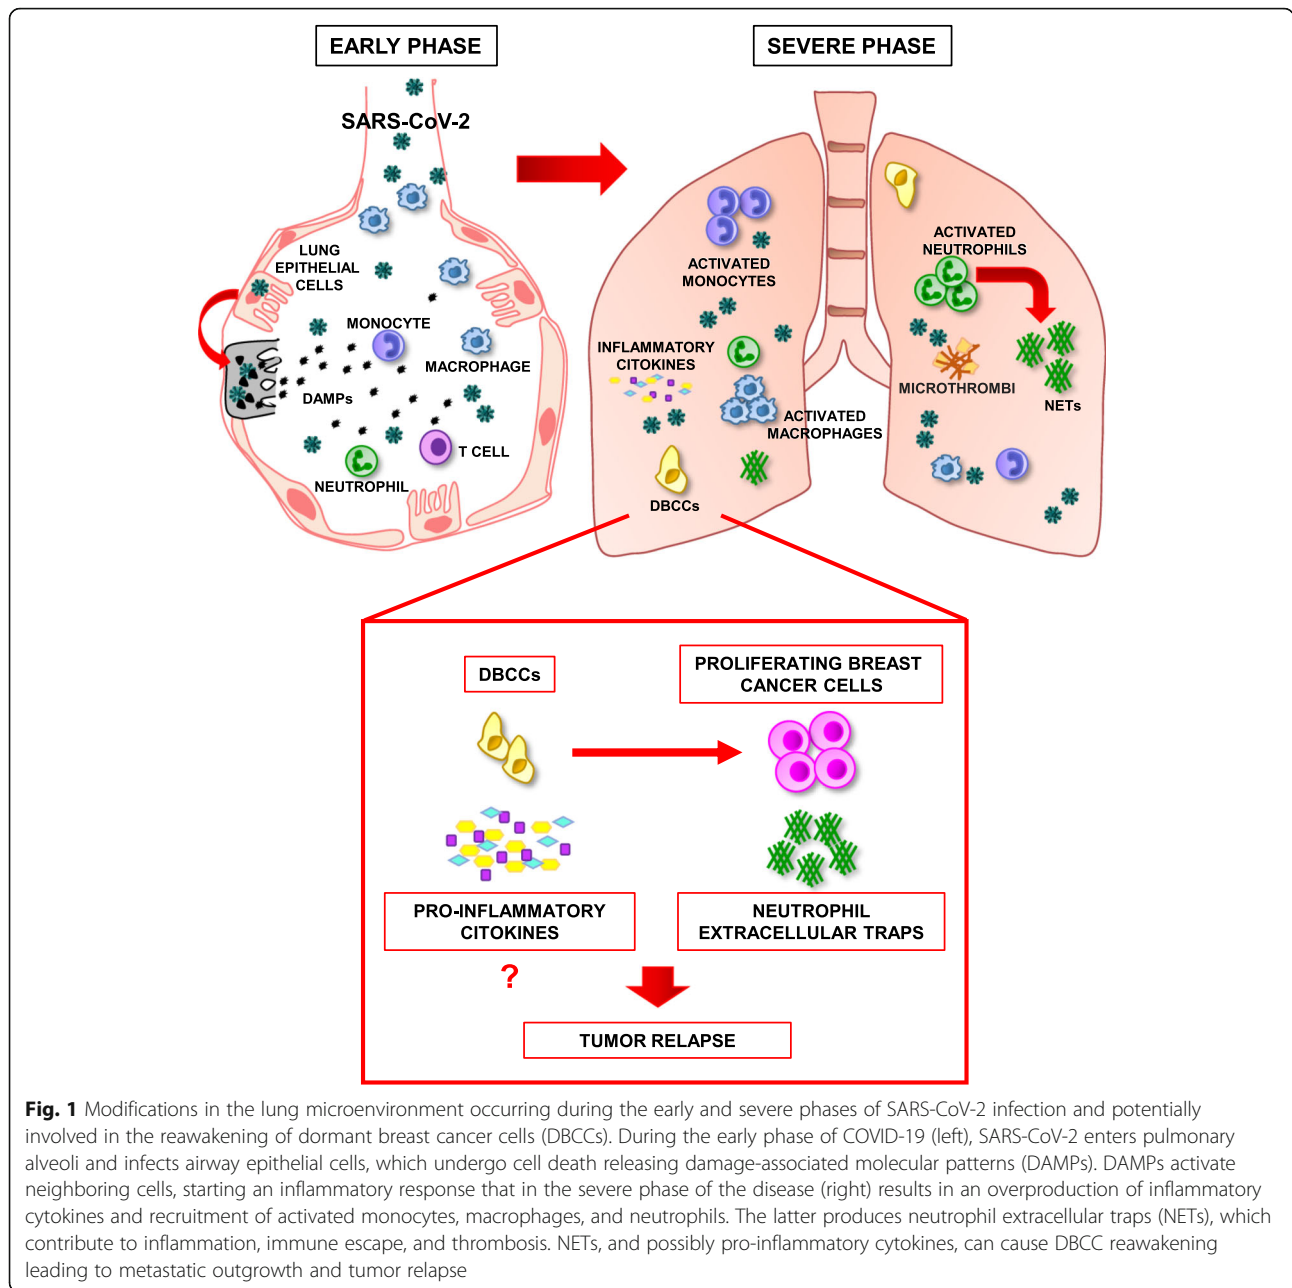 EARLY PHASE
SEVERE PHASE
SARS-CoV-2
LUNG
EPITHELIAL
CELLS
MONOCYTE
MACROPHAGE
DAMPs
T CELL
NEUTROPHIL
ACTIVATED
MONOCYTES
INFLAMMATORY
CITOKINES
ACTIVATED
MACROPHAGES
DBCCs
ACTIVATED
NEUTROPHILS
MICROTHROMBI
NETs
DBCCs
PROLIFERATING BREAST
CANCER CELLS
PRO-INFLAMMATORY
CITOKINES
NEUTROPHIL
EXTRACELLULAR TRAPS
?
TUMOR RELAPSE
Fig. 1 Modifications in the lung microenvironment occurring during the early and severe phases of SARS-CoV-2 infection and potentially
involved in the reawakening of dormant breast cancer cells (DBCCs). During the early phase of COVID-19 (left), SARS-CoV-2 enters pulmonary
alveoli and infects airway epithelial cells, which undergo cell death releasing damage-associated molecular patterns (DAMPs). DAMPs activate
neighboring cells, starting an inflammatory response that in the severe phase of the disease (right) results in an overproduction of inflammatory
cytokines and recruitment of activated monocytes, macrophages, and neutrophils. The latter produces neutrophil extracellular traps (NETs), which
contribute to inflammation, immune escape, and thrombosis. NETs, and possibly pro-inflammatory cytokines, can cause DBCC reawakening
leading to metastatic outgrowth and tumor relapse